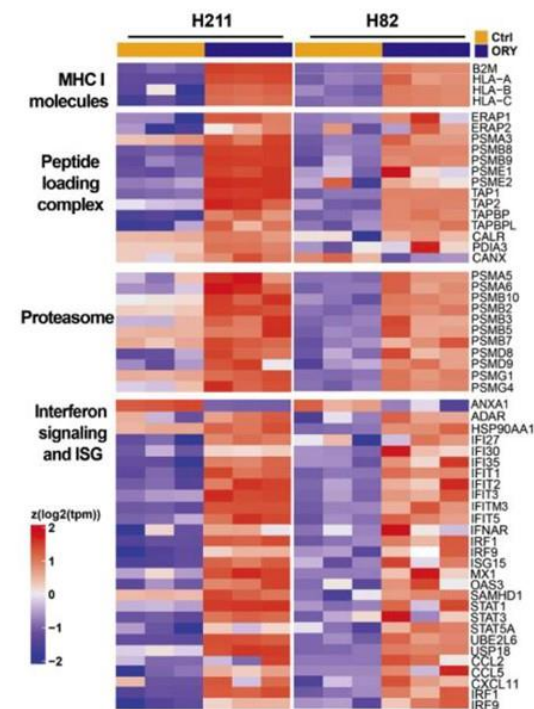 H211 H82
Ctrl
ORY
MHC I
molecules
B2M
HLA-A
HLA-B
HLA-C
Peptide
loading
complex
ERAP1
ERAP2
PSMA3
PSMB8
PSMB9
PSME1
PSME2
TAP1
TAP2
TAPBP
TAPBPL
CALR
PDIA3
CANX
Proteasome
PSMA5
PSMA6
PSMB10
PSMB2
PSMB3
PSMB5
PSMB7
PSMD8
PSMD9
PSMG1
PSMG4
Interferon
signaling
and ISG
ANXA1
ADAR
HSP90AA1
IFI27
IFI30
IFI35
IFIT1
IFIT2
IFIT3
IFITM3
IFIT5
IFNAR
IRF1
IRF9
ISG15
MX1
OAS3
SAMHD1
STAT1
STAT3
STAT5A
UBE2L6
USP18
CCL2
CCL5
CXCL11
IRF1
IRF9
z(log2(tpm))
2
1
0
-1
-2